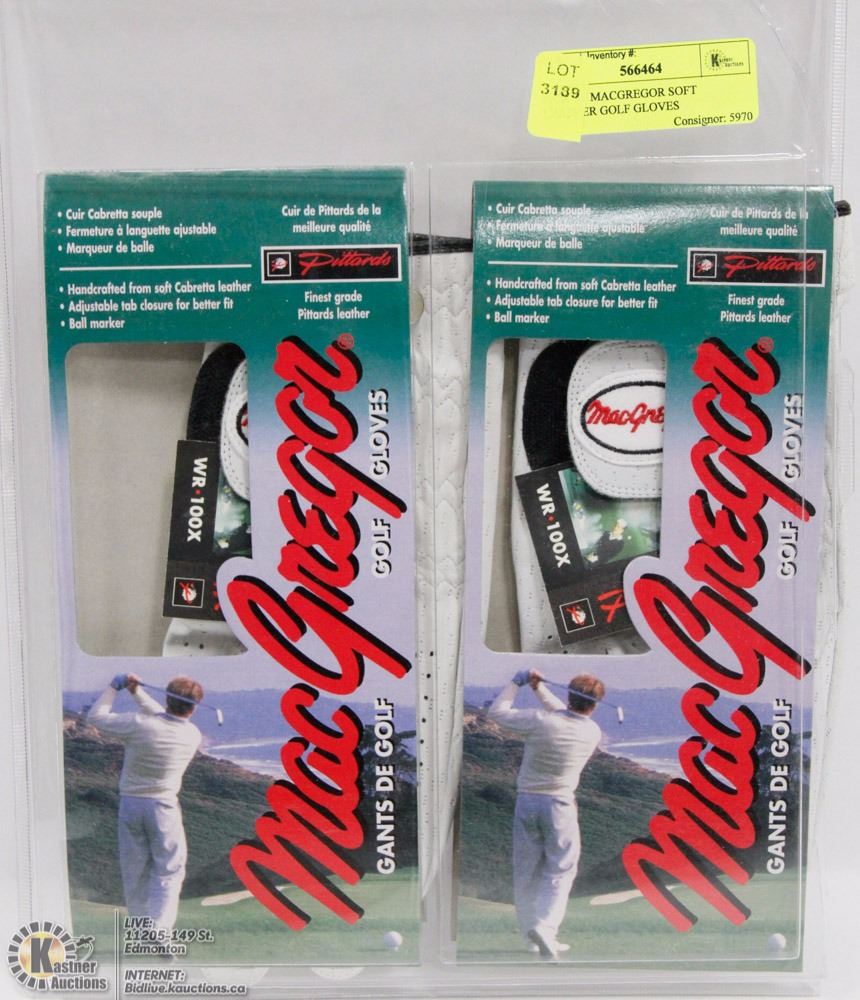 Inventory #:
LOT 566464
3139 MACGREGOR SOFT
ER GOLF GLOVES
Consignor: 5970
Kastner
Auctions
• Cuir Cabretta souple
• Fermeture à languette ajustable
• Marqueur de balle
Cuir de Pittards de la
meilleure qualité
Pittards
• Handcrafted from soft Cabretta leather
• Adjustable tab closure for better fit
• Ball marker
Finest grade
Pittards leather
MacGregor®
GOLF GLOVES
GANTS DE GOLF
WR•100X
• Cuir Cabretta souple
• Fermeture à languette ajustable
• Marqueur de balle
Cuir de Pittards de la
meilleure qualité
Pittards
• Handcrafted from soft Cabretta leather
• Adjustable tab closure for better fit
• Ball marker
Finest grade
Pittards leather
MacGre
MacGregor®
GOLF GLOVES
GANTS DE GOLF
WR•100X
Kastner
Auctions
LIVE:
11205-149 St.
Edmonton
INTERNET:
Bidlive.kauctions.ca